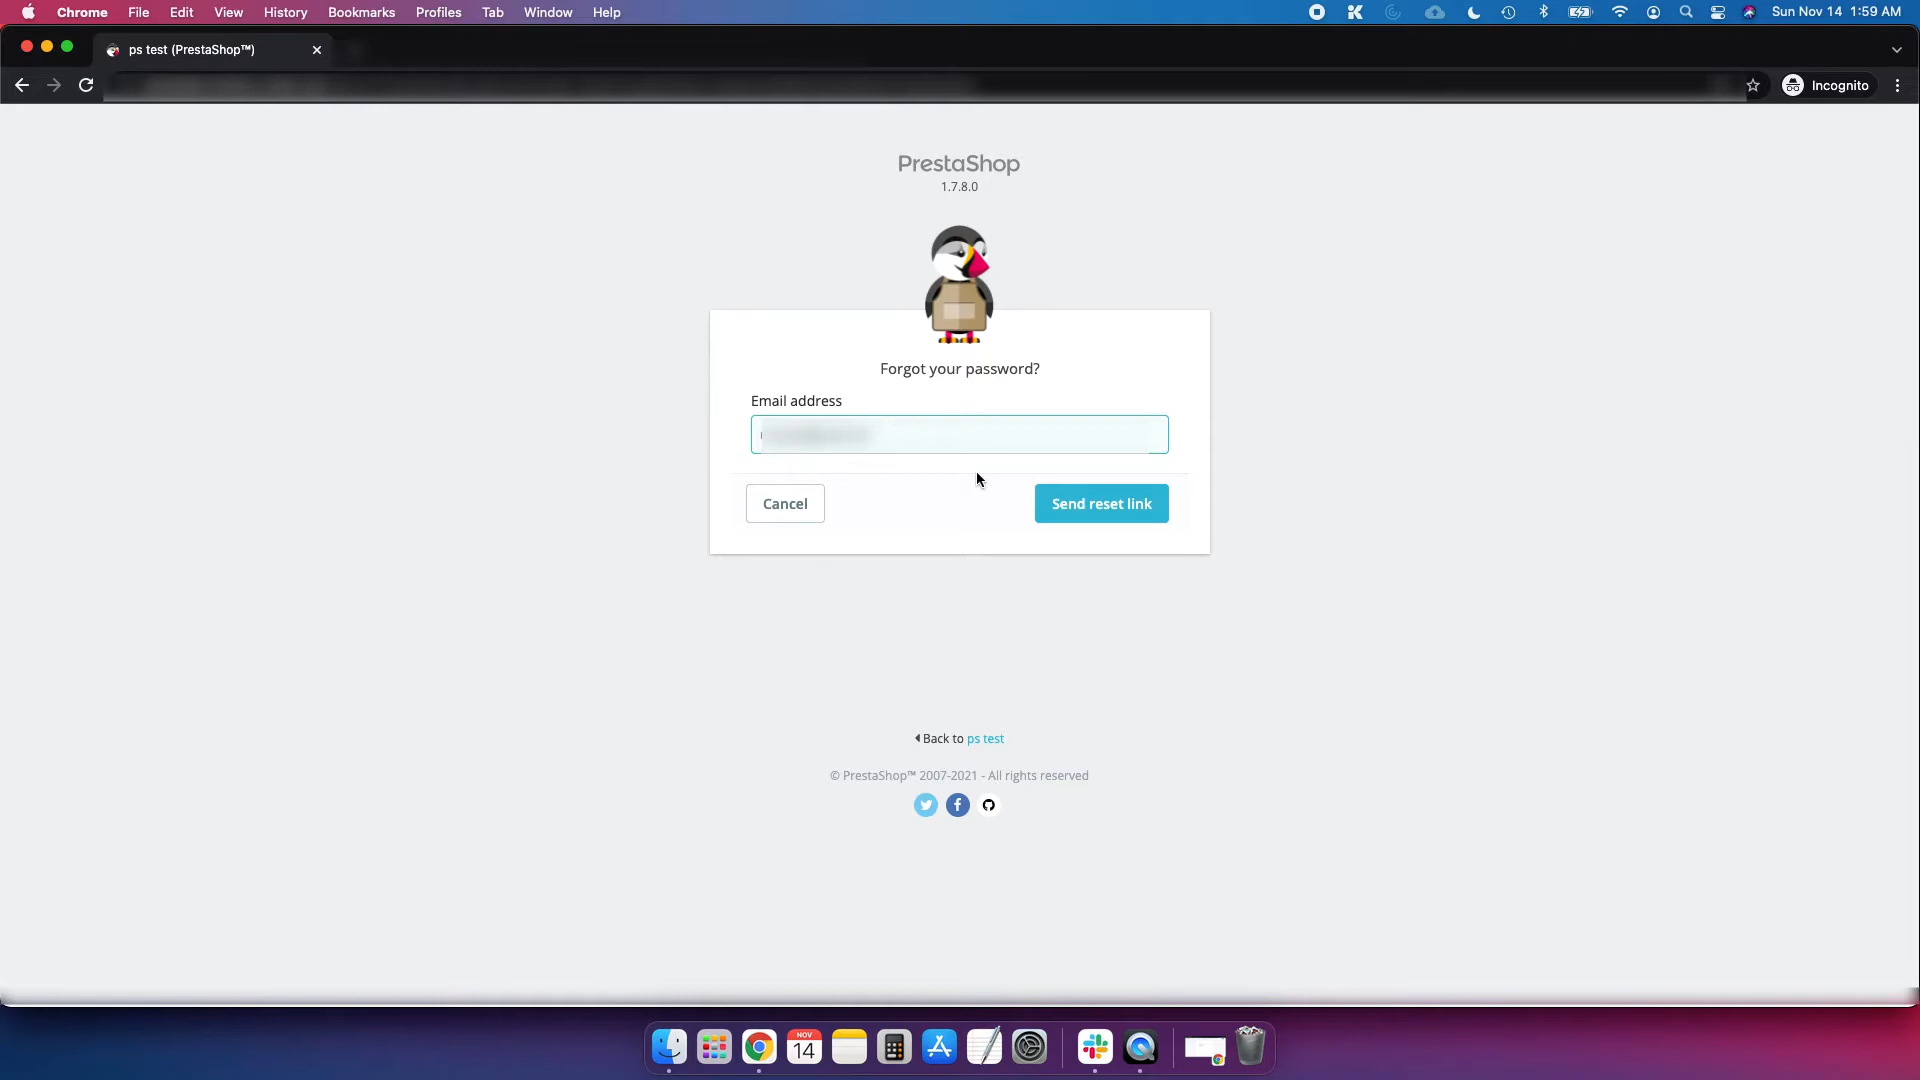 Chrome File Edit View History Bookmarks Profiles Tab Window Help
Sun Nov 14 1:59 AM
ps test (PrestaShop™)
Incognito
PrestaShop
1.7.8.0
Forgot your password?
Email address
Cancel
Send reset link
Back to ps test
© PrestaShop™ 2007-2021 - All rights reserved
NOV
14